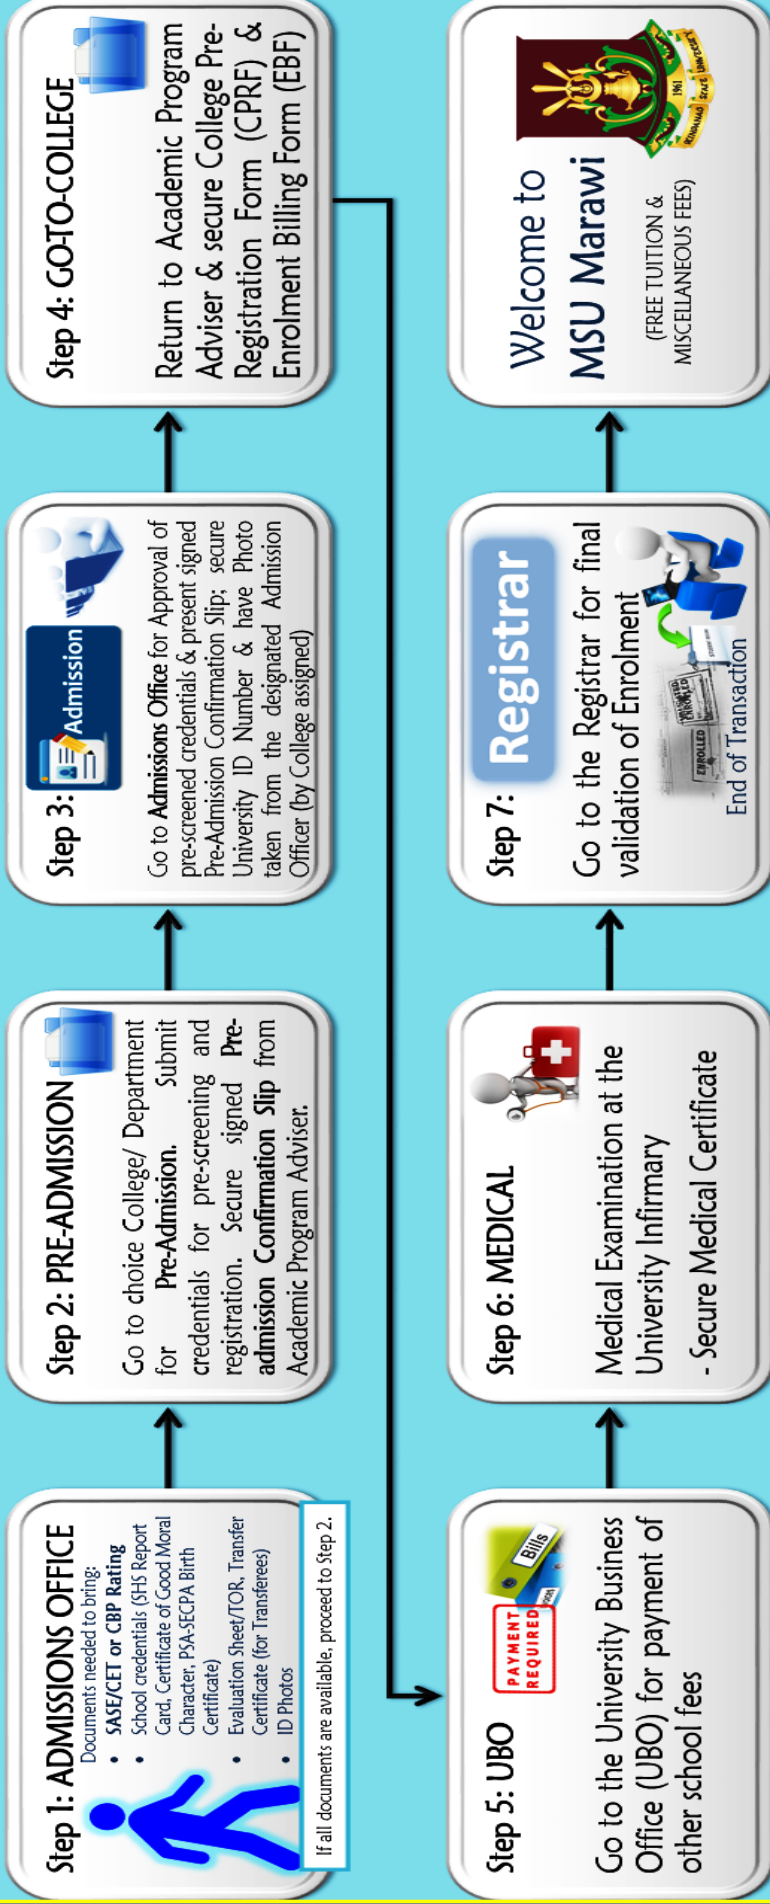 Step 1: ADMISSIONS OFFICE
Documents needed to bring:
• SASE/CET or CBP Rating
• School credentials (SHS Report
Card, Certificate of Good Moral
Character, PSA-SECPA Birth
Certificate)
• Evaluation Sheet/TOR, Transfer
Certificate (for Transferees)
• ID Photos
If all documents are available, proceed to Step 2.
Step 2: PRE-ADMISSION
Go to choice College/ Department
for Pre-Admission. Submit
credentials for pre-screening and
registration. Secure signed Pre-
admission Confirmation Slip from
Academic Program Adviser.
Step 3:
Admission
Go to Admissions Office for Approval of
pre-screened credentials & present signed
Pre-Admission Confirmation Slip; secure
University ID Number & have Photo
taken from the designated Admission
Officer (by College assigned)
Step 4: GO-TO-COLLEGE
Return to Academic Program
Adviser & secure College Pre-
Registration Form (CPRF) &
Enrolment Billing Form (EBF)
Step 5: UBO
PAYMENT
REQUIRED
Bills
Go to the University Business
Office (UBO) for payment of
other school fees
Step 6: MEDICAL
Medical Examination at the
University Infirmary
- Secure Medical Certificate
Step 7:
Registrar
Go to the Registrar for final
validation of Enrolment
ENROLLED
ENROLLED
End of Transaction
Welcome to
MSU Marawi
(FREE TUITION &
MISCELLANEOUS FEES)
1961
MINDANAO STATE UNIVERSITY